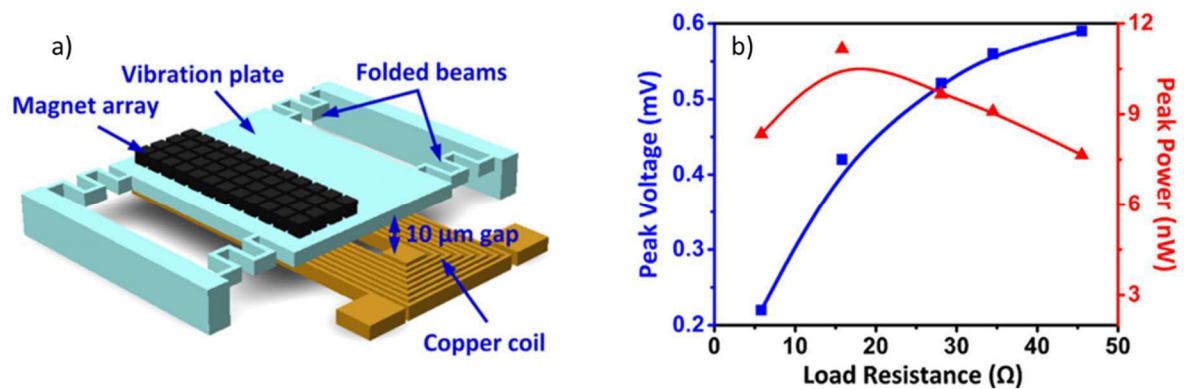 a)
Vibration plate
Folded beams
Magnet array
10 μm gap
Copper coil
b)
Peak Voltage (mV)
0.6
0.5
0.4
0.3
0.2
0
10
20
30
40
50
Load Resistance (Ω)
12
9
6
3
Peak Power (nW)